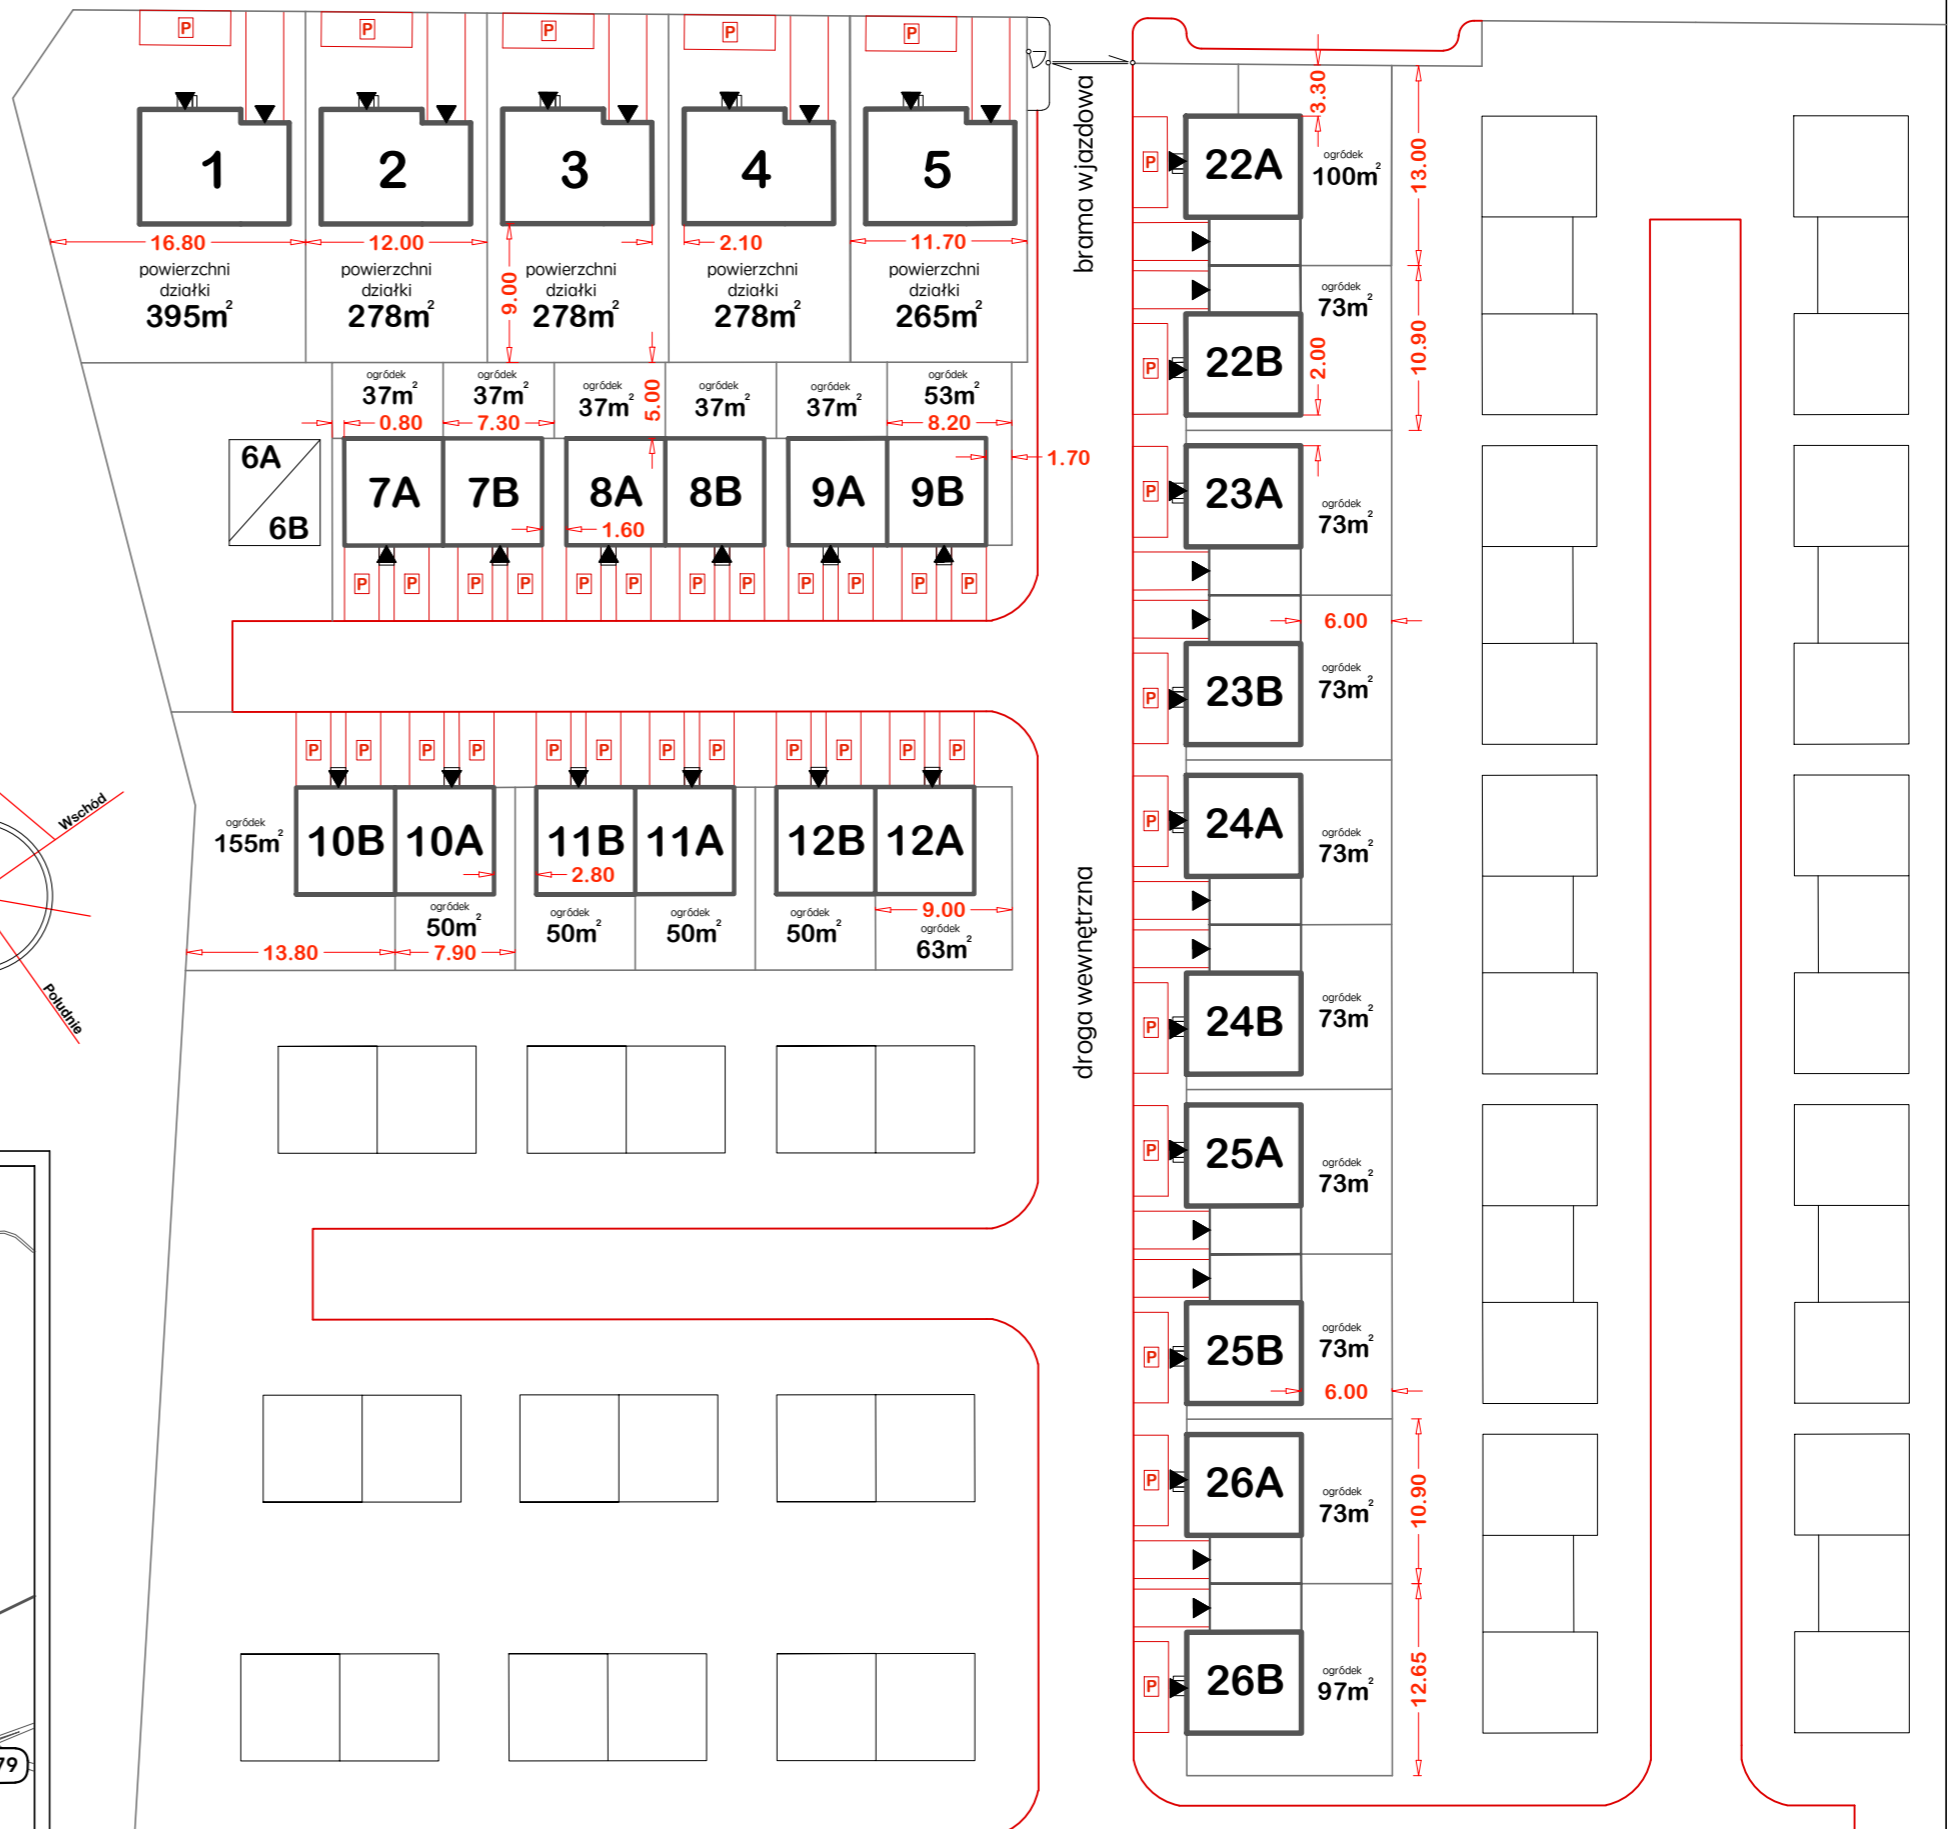 P P P P P
1 2 3 4 5
16.80 12.00 2.10 11.70
9.00
powierzchni
działki
395m²
powierzchni
działki
278m²
powierzchni
działki
278m²
powierzchni
działki
278m²
powierzchni
działki
265m²
ogródek
37m²
ogródek
37m²
ogródek
37m²
ogródek
37m²
ogródek
37m²
ogródek
53m²
0.80 7.30 5.00 8.20
1.70
6A
6B
7A 7B 8A 8B 9A 9B
1.60
P P P P P P P P P P P P
P P P P P P P P P P P P
ogródek
155m²
10B 10A 11B 11A 12B 12A
2.80
ogródek
50m²
ogródek
50m²
ogródek
50m²
ogródek
50m²
9.00
ogródek
63m²
13.80 7.90
Wschód
Południe
79
brama wjazdowa
droga wewnętrzna
3.30
13.00
P
22A
ogródek
100m²
ogródek
73m²
P
22B
2.00
10.90
P
23A
ogródek
73m²
6.00
P
23B
ogródek
73m²
P
24A
ogródek
73m²
P
24B
ogródek
73m²
P
25A
ogródek
73m²
P
25B
ogródek
73m²
6.00
P
26A
ogródek
73m²
10.90
P
26B
ogródek
97m²
12.65